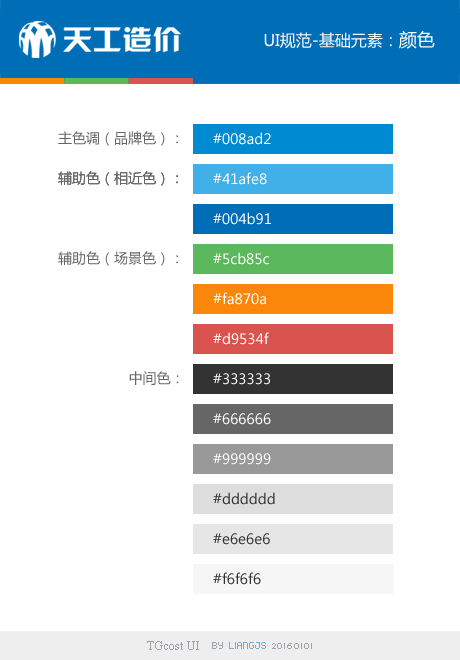 天工造价
UI规范-基础元素：颜色
主色调（品牌色）： #008ad2
辅助色（相近色）： #41afe8
#004b91
辅助色（场景色）： #5cb85c
#fa870a
#d9534f
中间色： #333333
#666666
#999999
#dddddd
#e6e6e6
#f6f6f6
TGcost UI BY LIANGJS 20160101